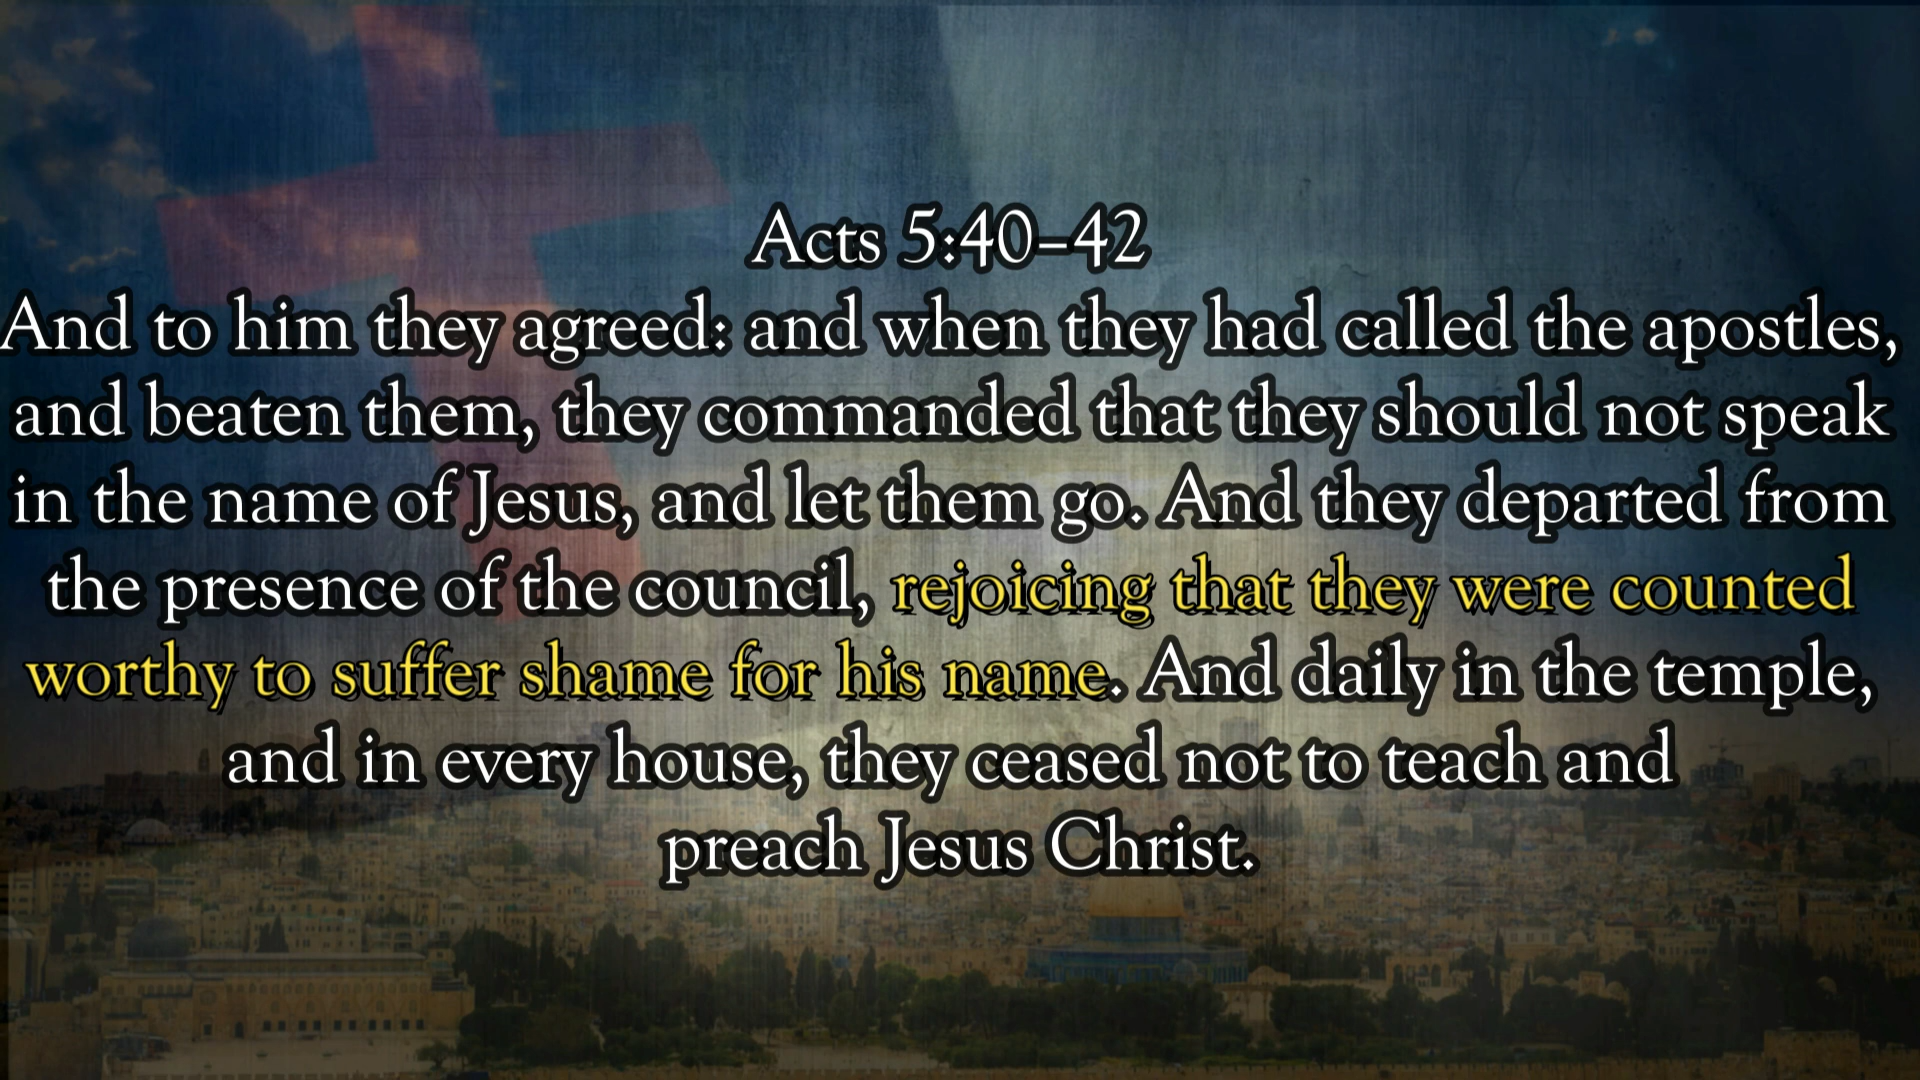 Acts 5:40–42
And to him they agreed: and when they had called the apostles,
and beaten them, they commanded that they should not speak
in the name of Jesus, and let them go. And they departed from
the presence of the council, rejoicing that they were counted
worthy to suffer shame for his name. And daily in the temple,
and in every house, they ceased not to teach and
preach Jesus Christ.